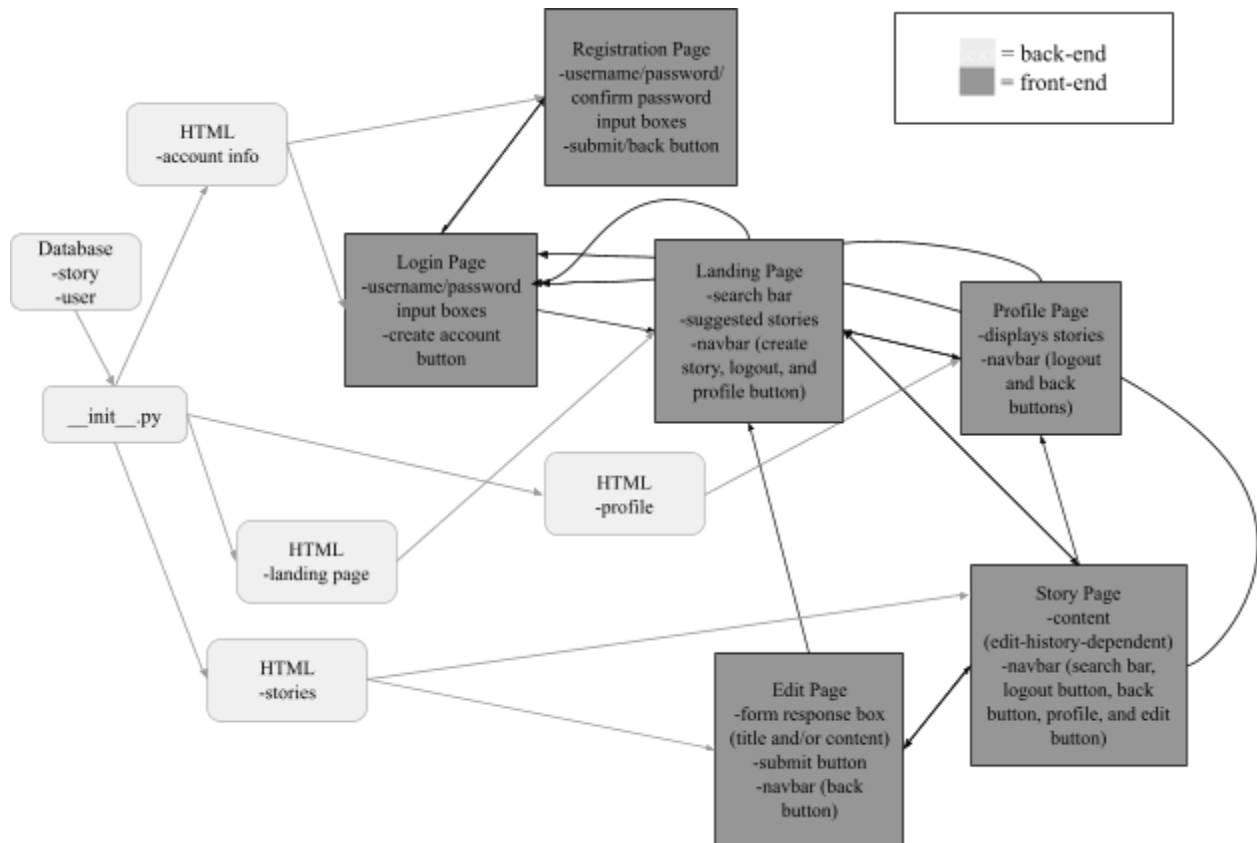 Registration Page
-username/password/
confirm password
input boxes
-submit/back button
= back-end
= front-end
HTML
-account info
Database
-story
-user
Login Page
-username/password
input boxes
-create account
button
Landing Page
-search bar
-suggested stories
-navbar (create
story, logout, and
profile button)
Profile Page
-displays stories
-navbar (logout
and back
buttons)
__init__.py
HTML
-profile
HTML
-landing page
HTML
-stories
Edit Page
-form response box
(title and/or content)
-submit button
-navbar (back
button)
Story Page
-content
(edit-history-dependent)
-navbar (search bar,
logout button, back
button, profile, and edit
button)